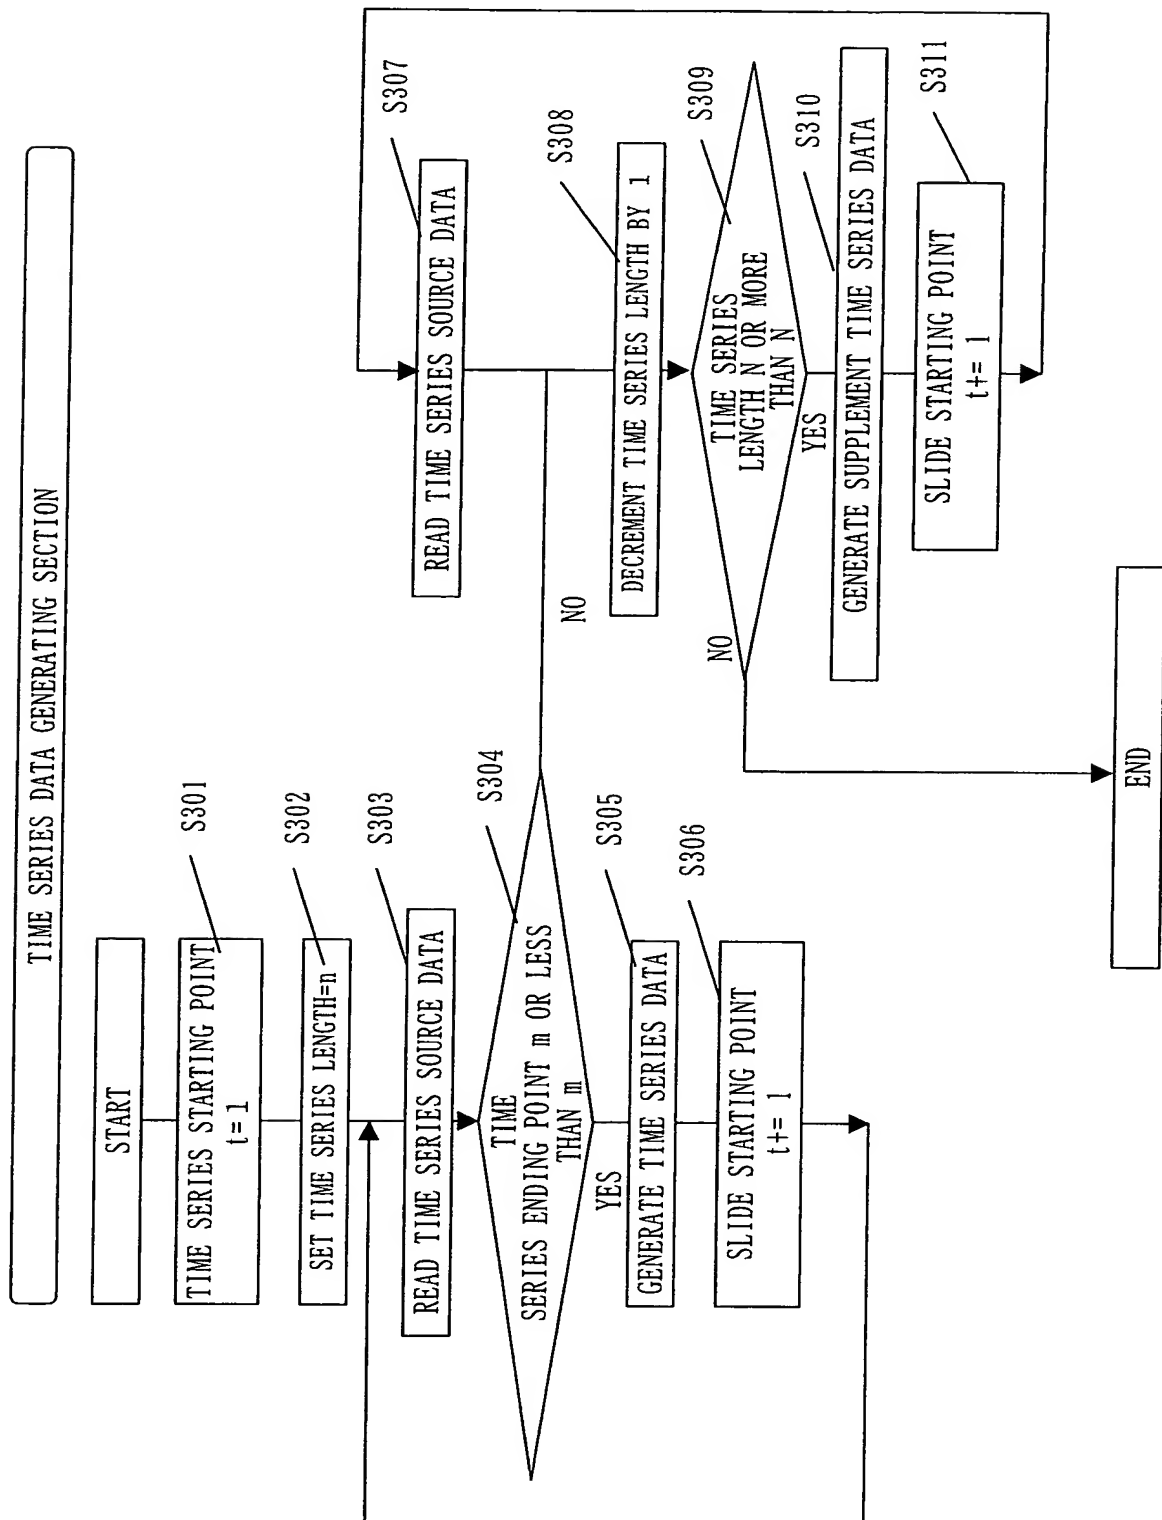 TIME SERIES DATA GENERATING SECTION
START
TIME SERIES STARTING POINT
t=1
S301
SET TIME SERIES LENGTH=n
S302
READ TIME SERIES SOURCE DATA
S303
TIME
SERIES ENDING POINT m OR LESS
THAN m
S304
YES
NO
GENERATE TIME SERIES DATA
S305
SLIDE STARTING POINT
t+=1
S306
READ TIME SERIES SOURCE DATA
S307
DECREMENT TIME SERIES LENGTH BY 1
S308
TIME SERIES
LENGTH N OR MORE
THAN N
S309
NO
YES
GENERATE SUPPLEMENT TIME SERIES DATA
S310
SLIDE STARTING POINT
t+=1
S311
END